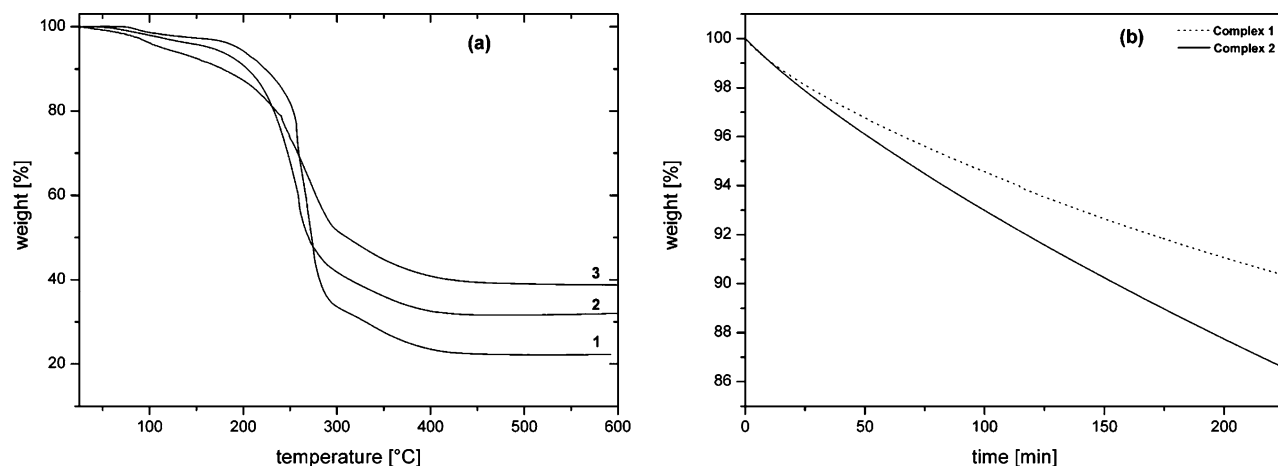 (a)
weight [%]
100
80
60
40
20
3
2
1
100 200 300 400 500 600
temperature [°C]
(b)
Complex 1
Complex 2
weight [%]
100
98
96
94
92
90
88
86
0 50 100 150 200
time [min]